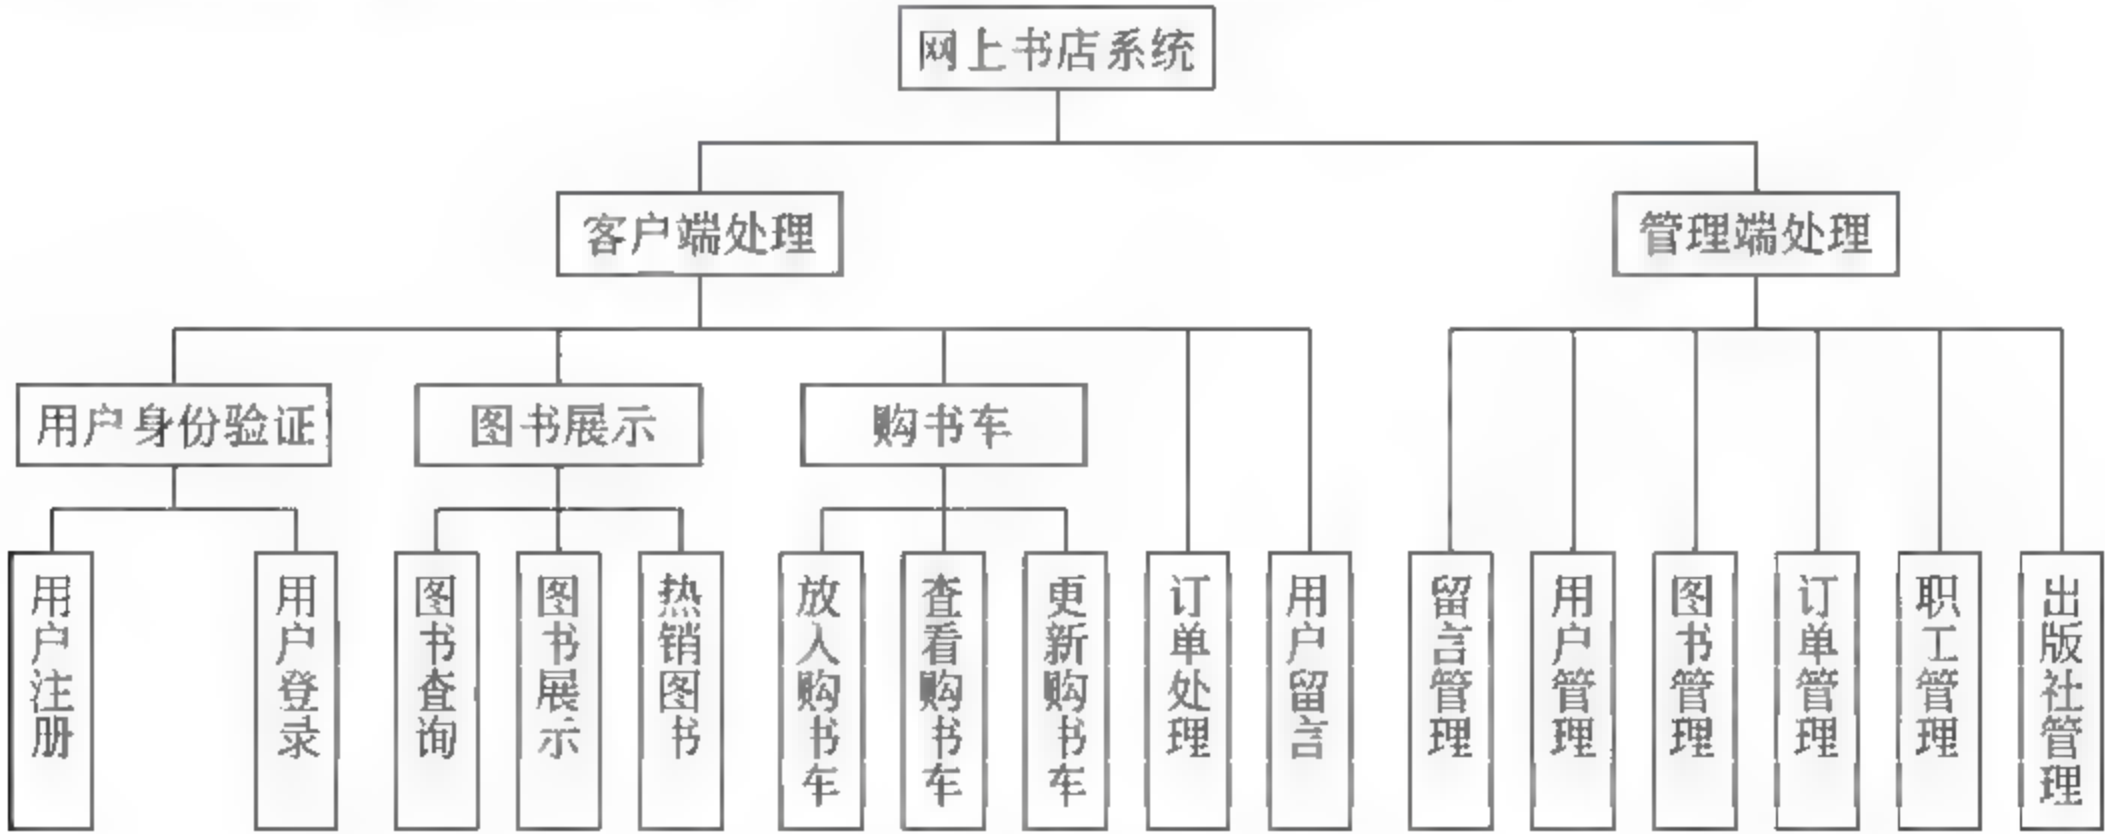 网上书店系统
客户端处理
管理端处理
用户身份验证
图书展示
购书车
用户注册
用户登录
图书查询
图书展示
热销图书
放入购书车
查看购书车
更新购书车
订单处理
用户留言
留言管理
用户管理
图书管理
订单管理
职工管理
出版社管理